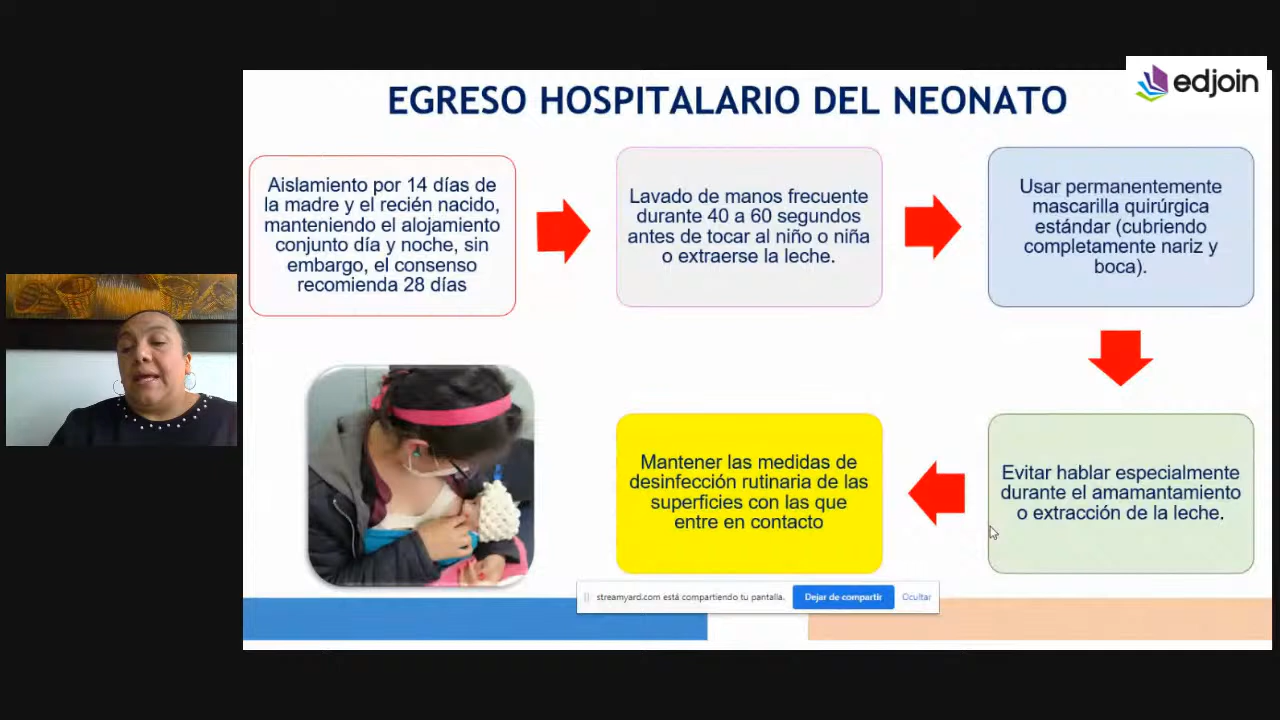 edjoin
EGRESO HOSPITALARIO DEL NEONATO
Aislamiento por 14 días de
la madre y el recién nacido,
manteniendo el alojamiento
conjunto día y noche, sin
embargo, el consenso
recomienda 28 días
Lavado de manos frecuente
durante 40 a 60 segundos
antes de tocar al niño o niña
o extraerse la leche.
Usar permanentemente
mascarilla quirúrgica
estándar (cubriendo
completamente nariz y
boca).
Evitar hablar especialmente
durante el amamantamiento
o extracción de la leche.
Mantener las medidas de
desinfección rutinaria de las
superficies con las que
entre en contacto
streamyard.com está compartiendo tu pantalla.
Dejar de compartir
Ocultar